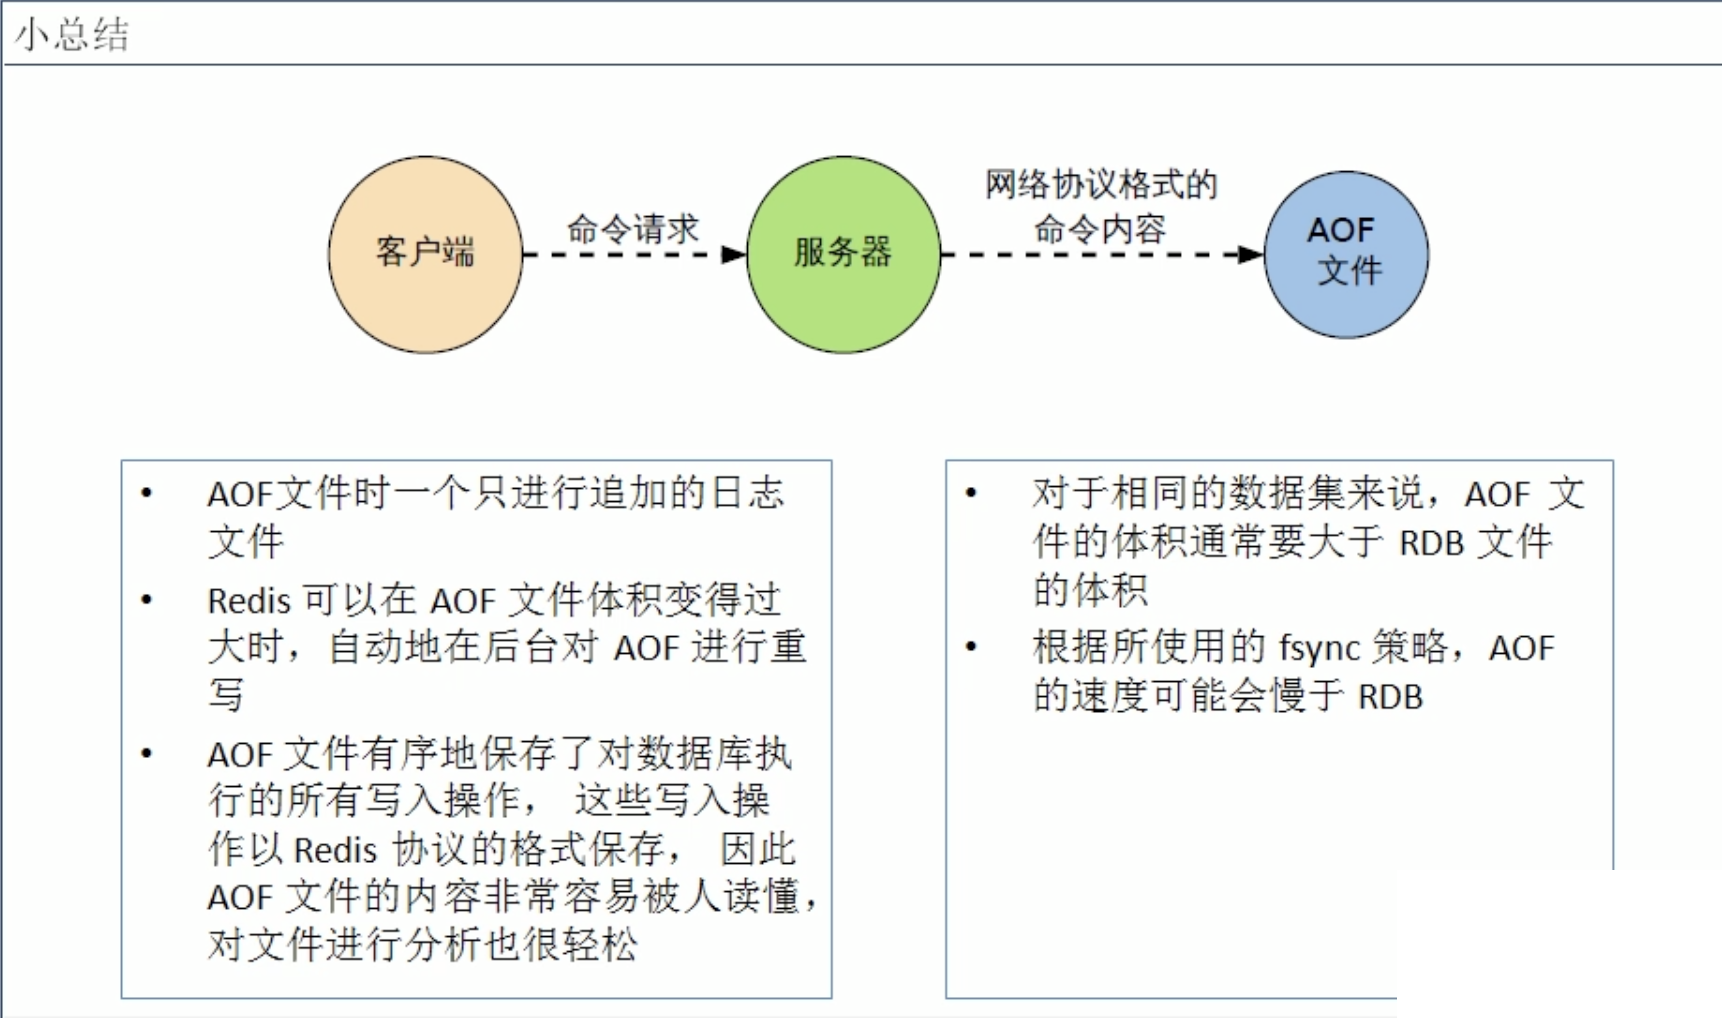 小总结
客户端
命令请求
服务器
网络协议格式的
命令内容
AOF
文件
• AOF文件时一个只进行追加的日志
文件
• Redis 可以在 AOF 文件体积变得过
大时，自动地在后台对 AOF 进行重
写
• AOF 文件有序地保存了对数据库执
行的所有写入操作， 这些写入操
作以 Redis 协议的格式保存， 因此
AOF 文件的内容非常容易被人读懂，
对文件进行分析也很轻松
• 对于相同的数据集来说，AOF 文
件的体积通常要大于 RDB 文件
的体积
• 根据所使用的 fsync 策略，AOF
的速度可能会慢于 RDB